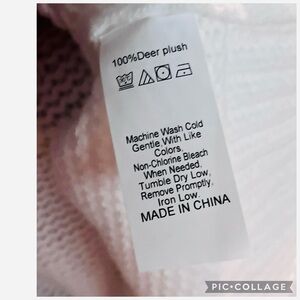 100%Deer plush
Machine Wash Cold
Gentle With Like
Colors.
Non-Chlorine Bleach
When Needed.
Tumble Dry Low.
Remove Promptly.
Iron Low.
MADE IN CHINA
PIC•COLLAGE